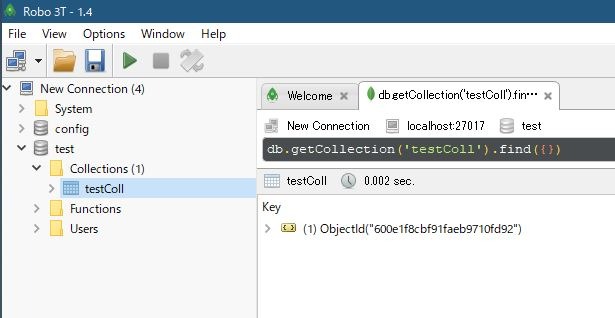 Robo 3T - 1.4
File View Options Window Help
New Connection (4)
System
config
test
Collections (1)
testColl
Functions
Users
Welcome
db.getCollection('testColl').fin…
New Connection localhost:27017 test
db.getCollection('testColl').find({})
testColl 0.002 sec.
Key
(1) ObjectId("600e1f8cbf91faeb9710fd92")